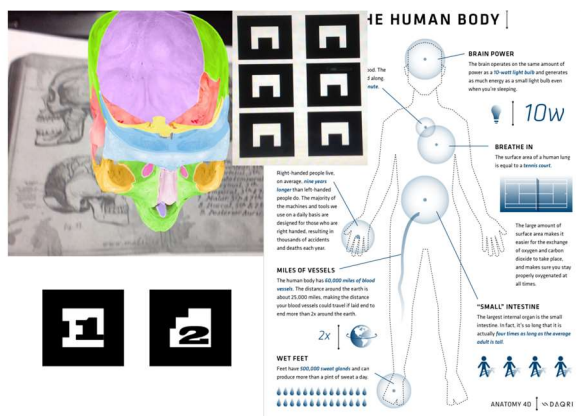 HE HUMAN BODY
BRAIN POWER
The brain operates on the same amount of
power as a 10-watt light bulb and generates
as much energy as a small light bulb even
when you're sleeping.
10w
ood. The
d along
nute.
BREATHE IN
The surface area of a human lung
is equal to a tennis court.
The large amount of
surface area makes it
easier for the exchange
of oxygen and carbon
dioxide to take place,
and makes sure you stay
properly oxygenated at
all times.
Right-handed people live,
on average, nine years
longer than left-handed
people do. The majority of
the machines and tools we
use on a daily basis are
designed for those who are
right handed, resulting in
thousands of accidents
and deaths each year.
MILES OF VESSELS
The human body has 60,000 miles of blood
vessels. The distance around the earth is
about 25,000 miles, making the distance
your blood vessels could travel if laid end to
end more than 2x around the earth.
2x
"SMALL" INTESTINE
The largest internal organ is the small
intestine. In fact, it's so long that it is
actually four times as long as the average
adult is tall.
WET FEET
Feet have 500,000 sweat glands and can
produce more than a pint of sweat a day.
ANATOMY 40
DAQRI
1
2